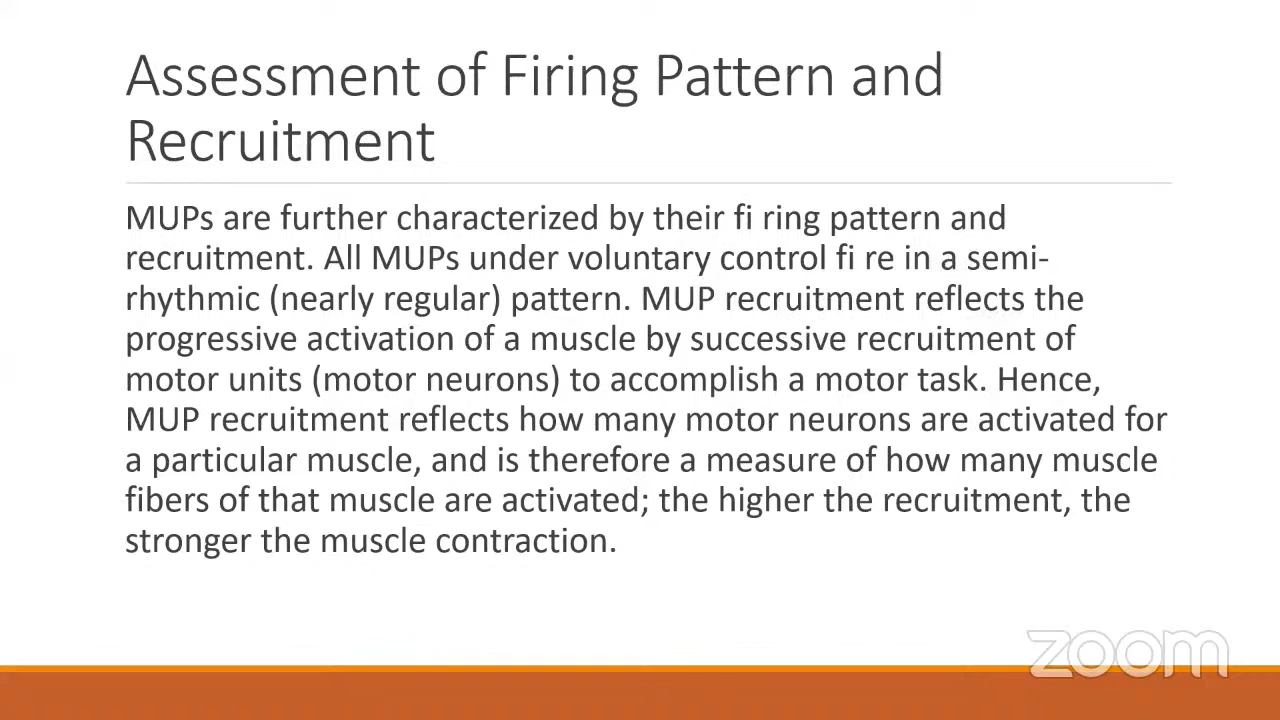 Assessment of Firing Pattern and
Recruitment
MUPs are further characterized by their fi ring pattern and
recruitment. All MUPs under voluntary control fi re in a semi-
rhythmic (nearly regular) pattern. MUP recruitment reflects the
progressive activation of a muscle by successive recruitment of
motor units (motor neurons) to accomplish a motor task. Hence,
MUP recruitment reflects how many motor neurons are activated for
a particular muscle, and is therefore a measure of how many muscle
fibers of that muscle are activated; the higher the recruitment, the
stronger the muscle contraction.
zoom